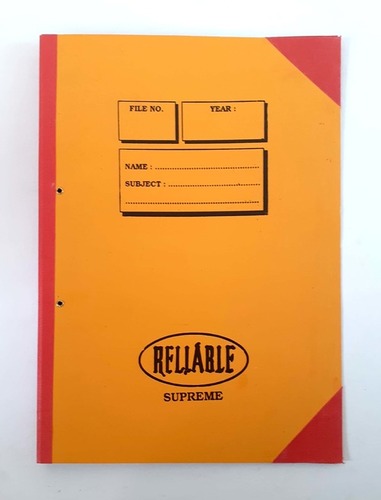 FILE NO. YEAR :
NAME : ..............................
SUBJECT : ..........................
..........................................
RELIABLE
SUPREME